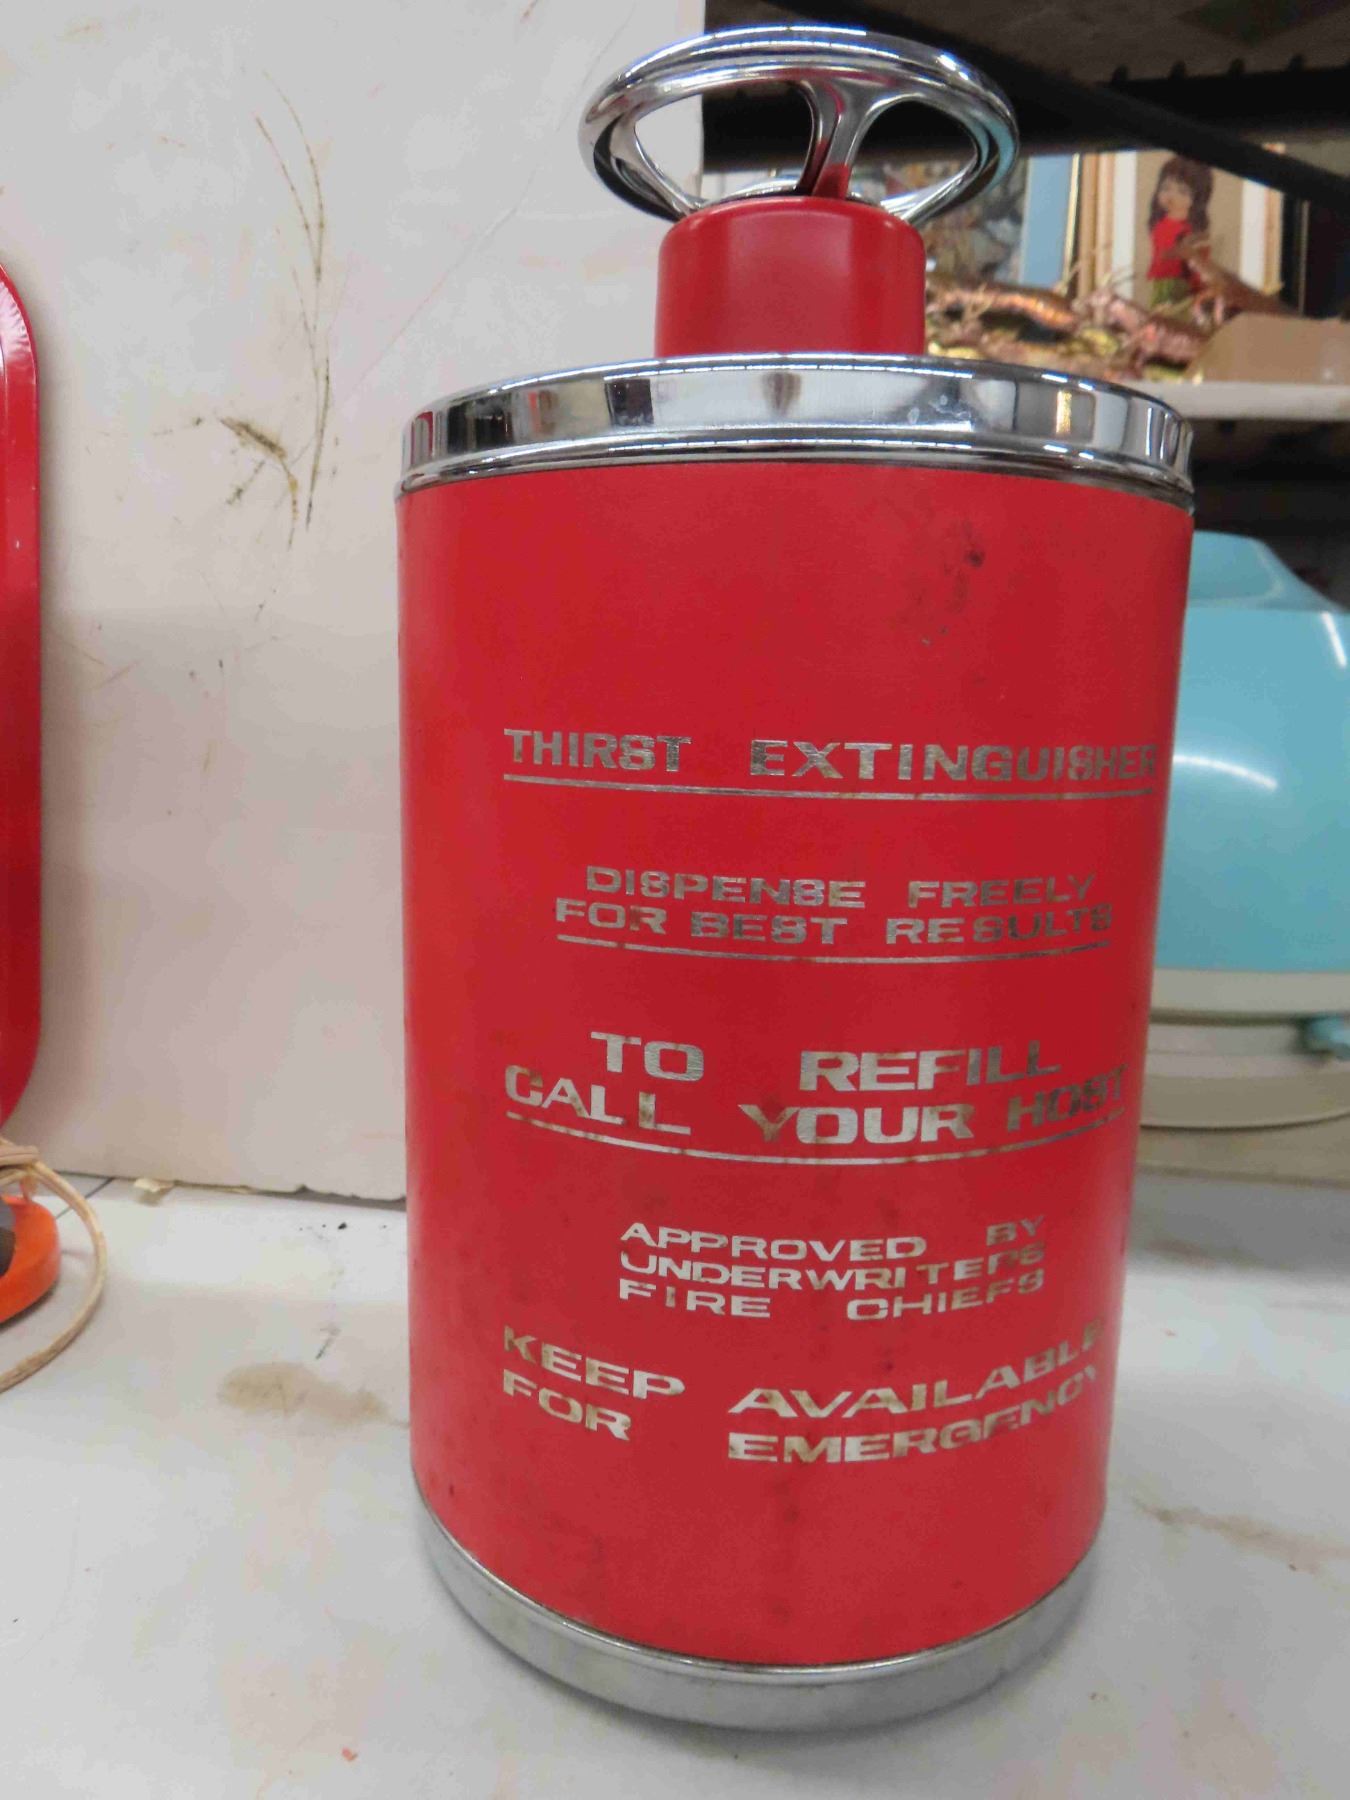 THIRST EXTINGUISHER
DISPENSE FREELY
FOR BEST RESULTS
TO REFILL
CALL YOUR HOST
APPROVED BY
UNDERWRITERS
FIRE CHIEFS
KEEP AVAILABLE
FOR EMERGENCY